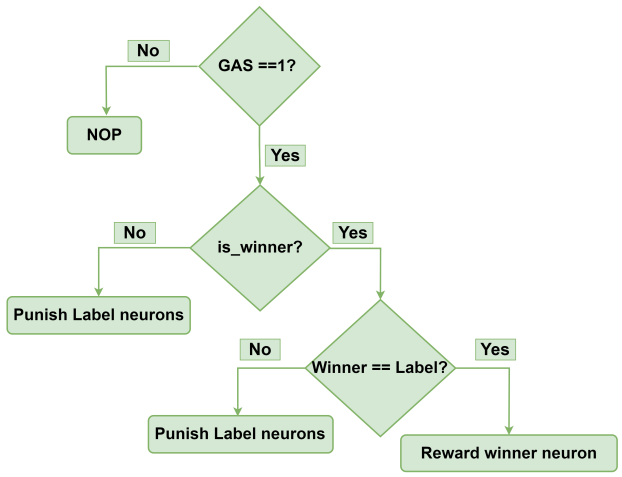 GAS ==1?
No
NOP
Yes
is_winner?
No
Yes
Punish Label neurons
Winner == Label?
No
Yes
Punish Label neurons
Reward winner neuron